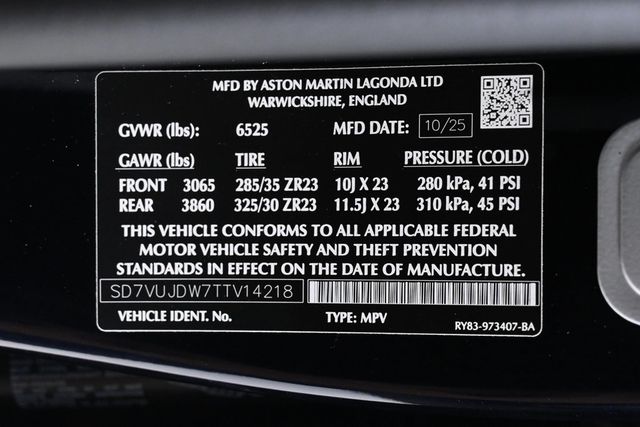 MFD BY ASTON MARTIN LAGONDA LTD
WARWICKSHIRE, ENGLAND
GVWR (lbs): 6525 MFD DATE: 10/25
GAWR (lbs) TIRE RIM PRESSURE (COLD)
FRONT 3065 285/35 ZR23 10J X 23 280 kPa, 41 PSI
REAR 3860 325/30 ZR23 11.5J X 23 310 kPa, 45 PSI
THIS VEHICLE CONFORMS TO ALL APPLICABLE FEDERAL
MOTOR VEHICLE SAFETY AND THEFT PREVENTION
STANDARDS IN EFFECT ON THE DATE OF MANUFACTURE.
SD7VUJDW7TTV14218
VEHICLE IDENT. No. TYPE: MPV RY83-973407-BA